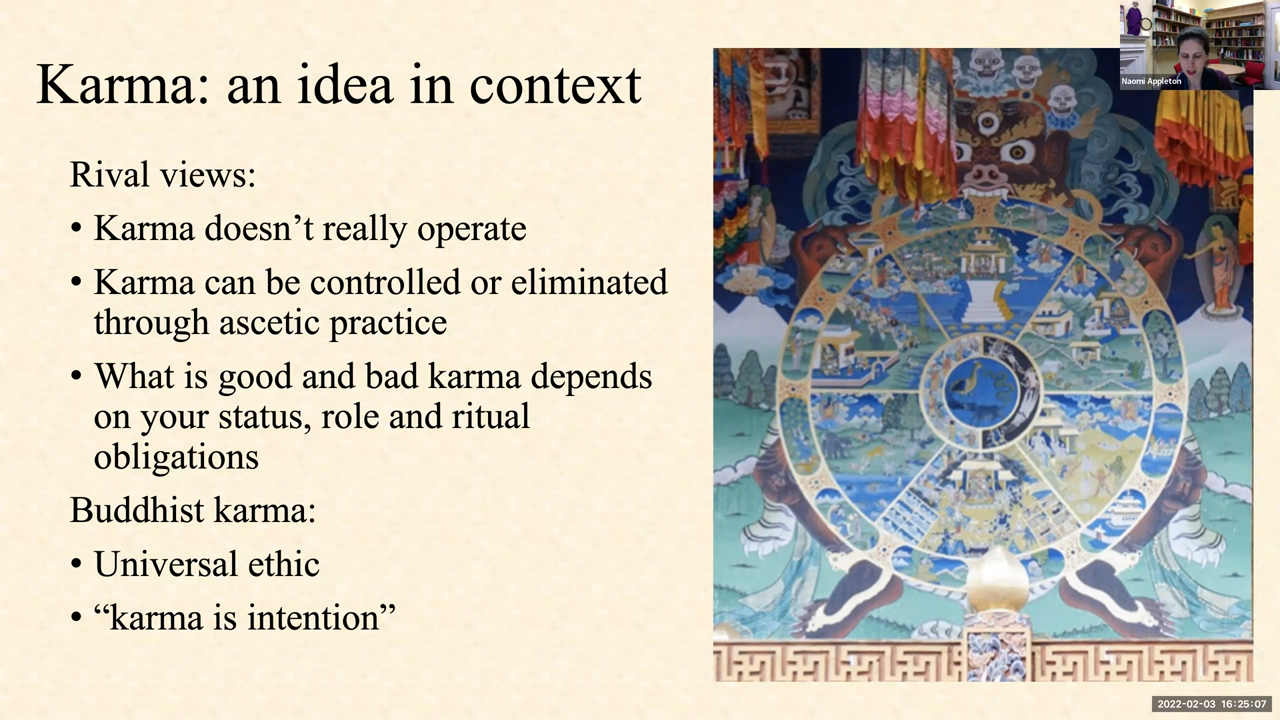 Karma: an idea in context
Naomi Appleton
Rival views:
• Karma doesn’t really operate
• Karma can be controlled or eliminated
through ascetic practice
• What is good and bad karma depends
on your status, role and ritual
obligations
Buddhist karma:
• Universal ethic
• “karma is intention”
2022-02-03 16:25:07